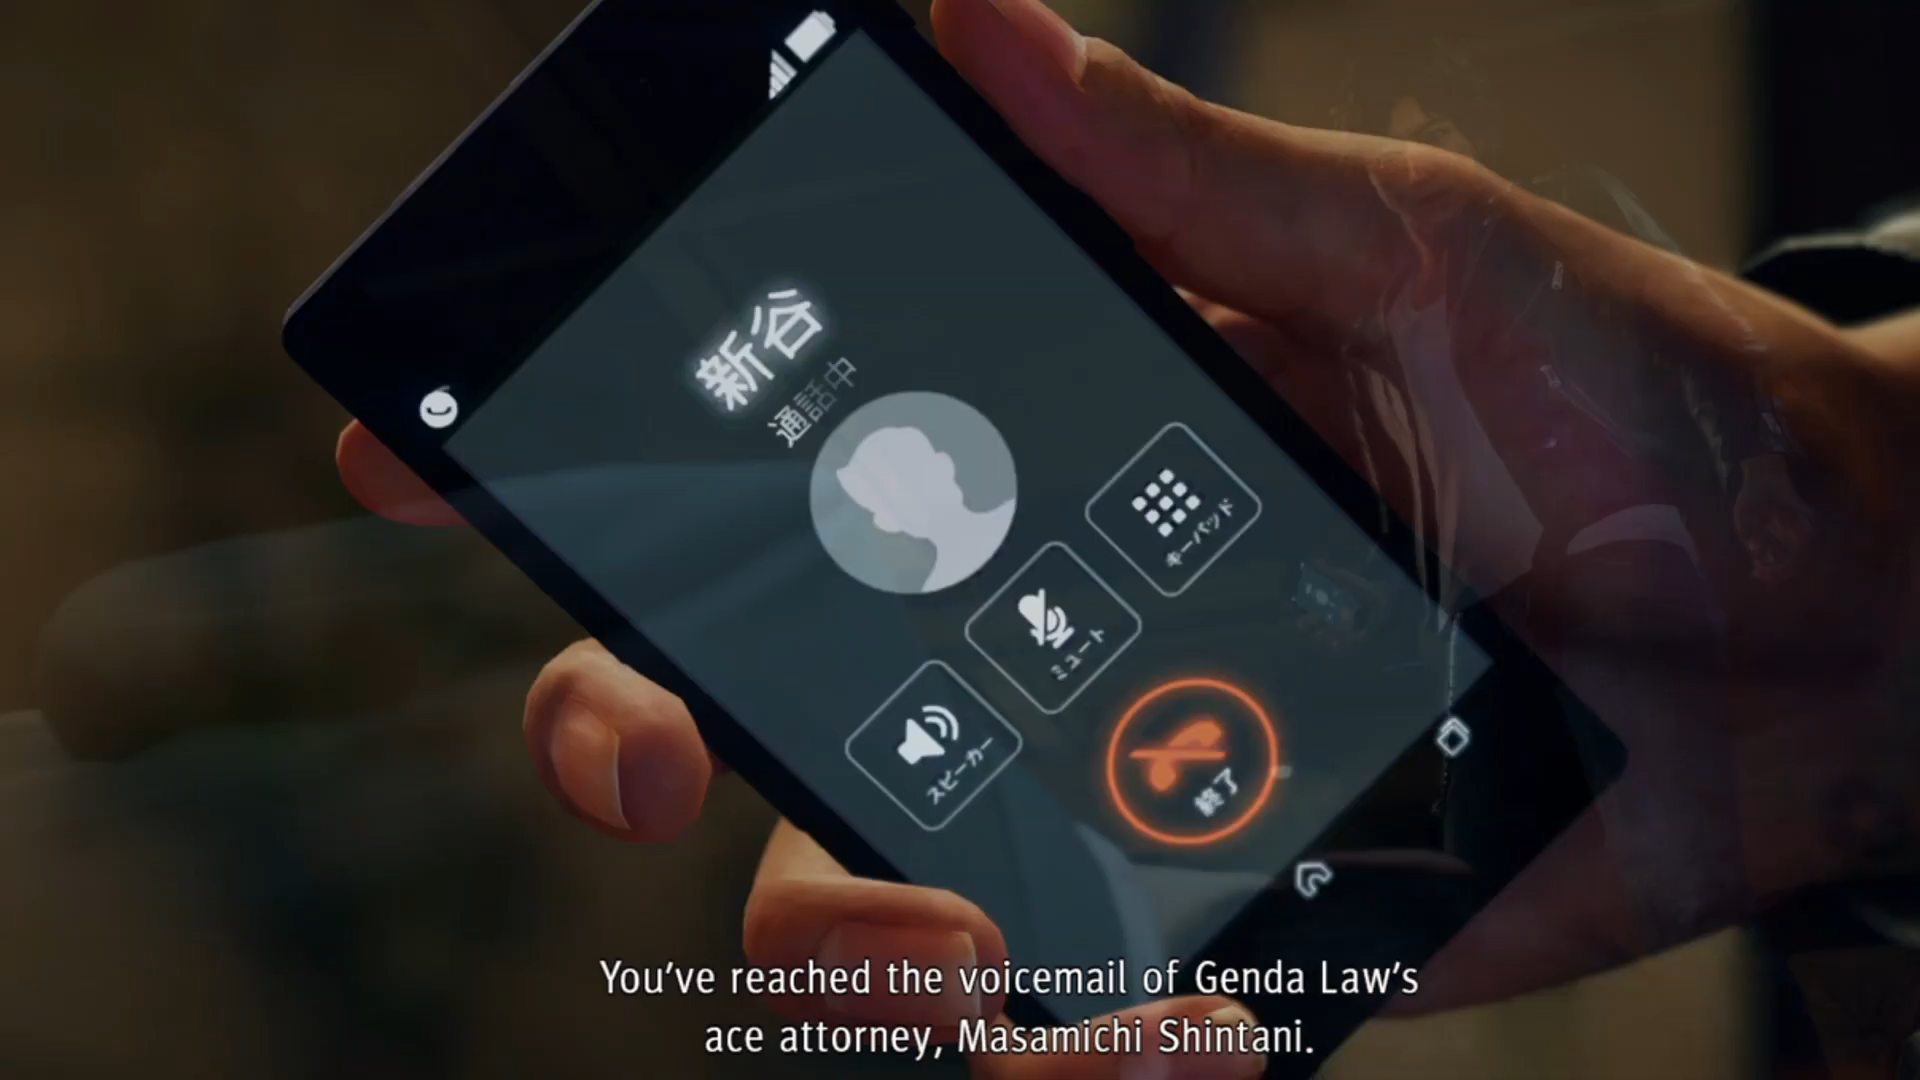 新谷
通話中
キーパッド
ミュート
スピーカー
終了
You've reached the voicemail of Genda Law's
ace attorney, Masamichi Shintani.